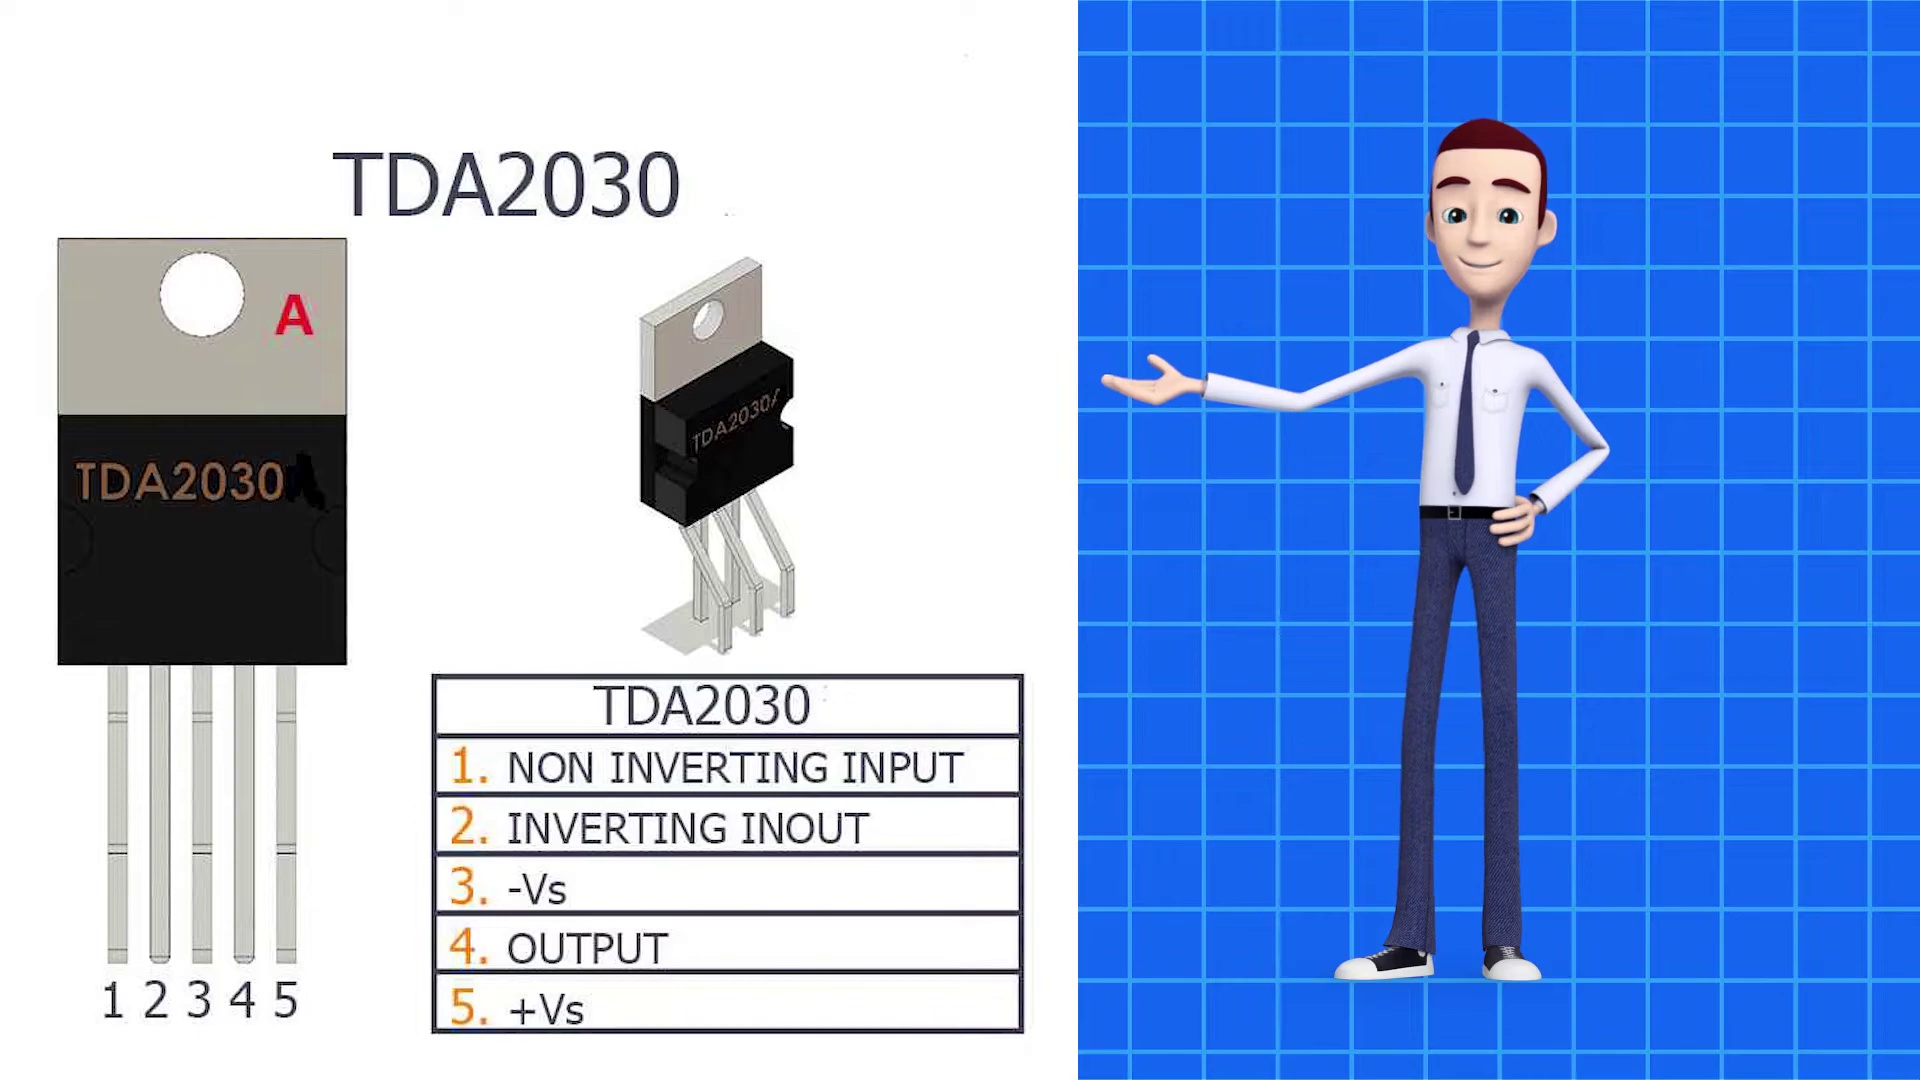 TDA2030
A
TDA2030
TDA2030
1 2 3 4 5
TDA2030
1. NON INVERTING INPUT
2. INVERTING INOUT
3. -Vs
4. OUTPUT
5. +Vs